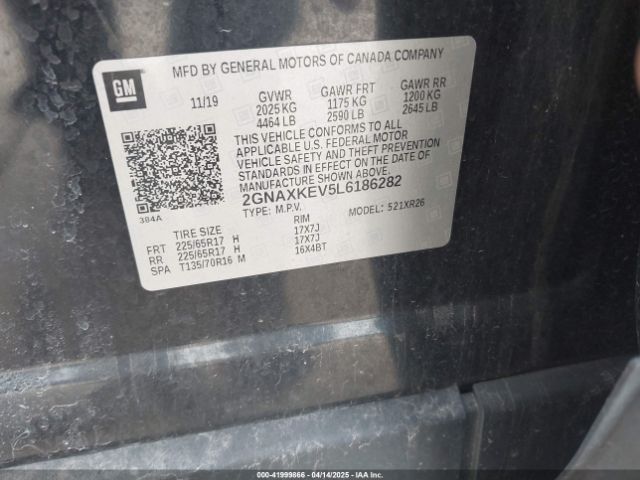 MFD BY GENERAL MOTORS OF CANADA COMPANY
GM
11/19 GVWR GAWR FRT GAWR RR
2025 KG 1175 KG 1200 KG
4464 LB 2590 LB 2645 LB
THIS VEHICLE CONFORMS TO ALL
APPLICABLE U.S. FEDERAL MOTOR
VEHICLE SAFETY AND THEFT PREVENTION
STANDARDS IN EFFECT ON THE DATE OF
MANUFACTURE SHOWN ABOVE.
2GNAXKEV5L6186282
TYPE: M.P.V. MODEL: 521XR26
384A
TIRE SIZE RIM
FRT 225/65R17 H 17X7J
RR 225/65R17 H 17X7J
SPA T135/70R16 M 16X4BT
000-41999866 - 04/14/2025 - IAAI.COM